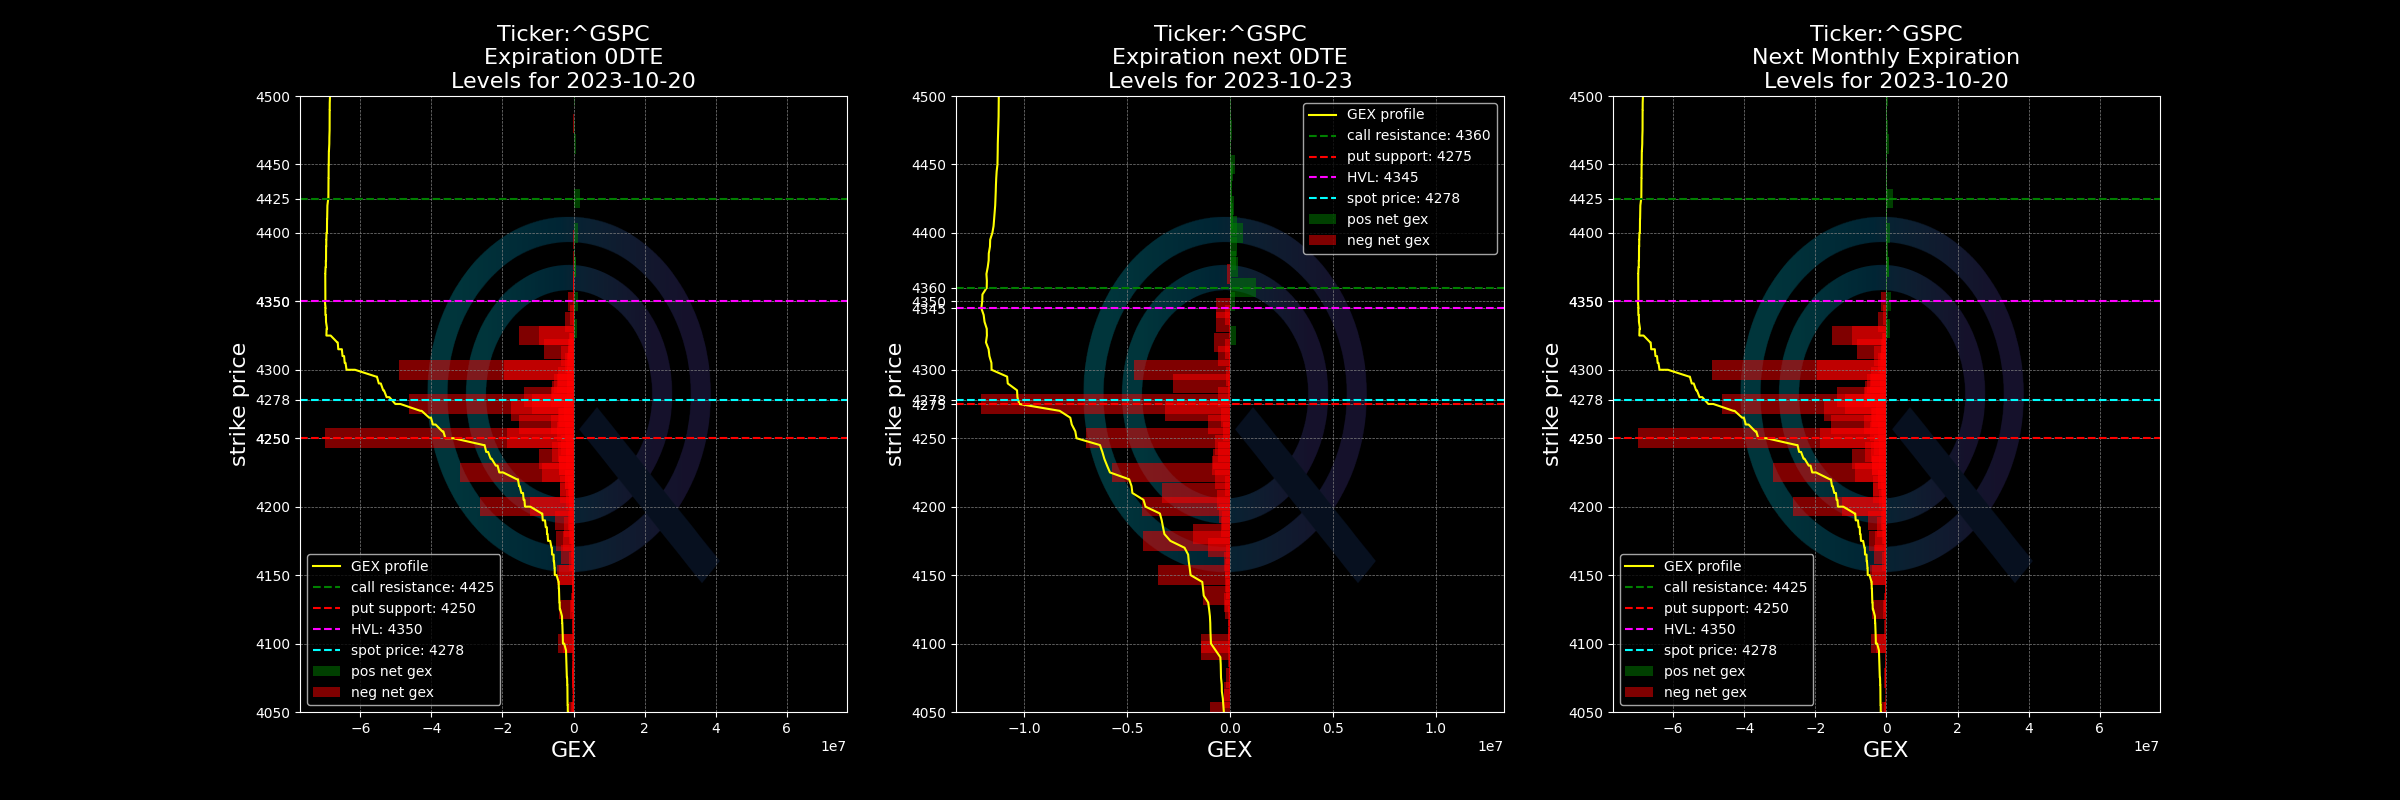 Ticker:^GSPC
Expiration 0DTE
Levels for 2023-10-20
4500
4450
4425
4400
4350
4300
4278
4250
4200
4150
4100
4050
strike price
GEX profile
call resistance: 4425
put support: 4250
HVL: 4350
spot price: 4278
pos net gex
neg net gex
−6 −4 −2 0 2 4 6
1e7
GEX
Ticker:^GSPC
Expiration next 0DTE
Levels for 2023-10-23
4500
4450
4400
4360
4350
4345
4300
4278
4275
4250
4200
4150
4100
4050
strike price
GEX profile
call resistance: 4360
put support: 4275
HVL: 4345
spot price: 4278
pos net gex
neg net gex
−1.0 −0.5 0.0 0.5 1.0
1e7
GEX
Ticker:^GSPC
Next Monthly Expiration
Levels for 2023-10-20
4500
4450
4425
4400
4350
4300
4278
4250
4200
4150
4100
4050
strike price
GEX profile
call resistance: 4425
put support: 4250
HVL: 4350
spot price: 4278
pos net gex
neg net gex
−6 −4 −2 0 2 4 6
1e7
GEX